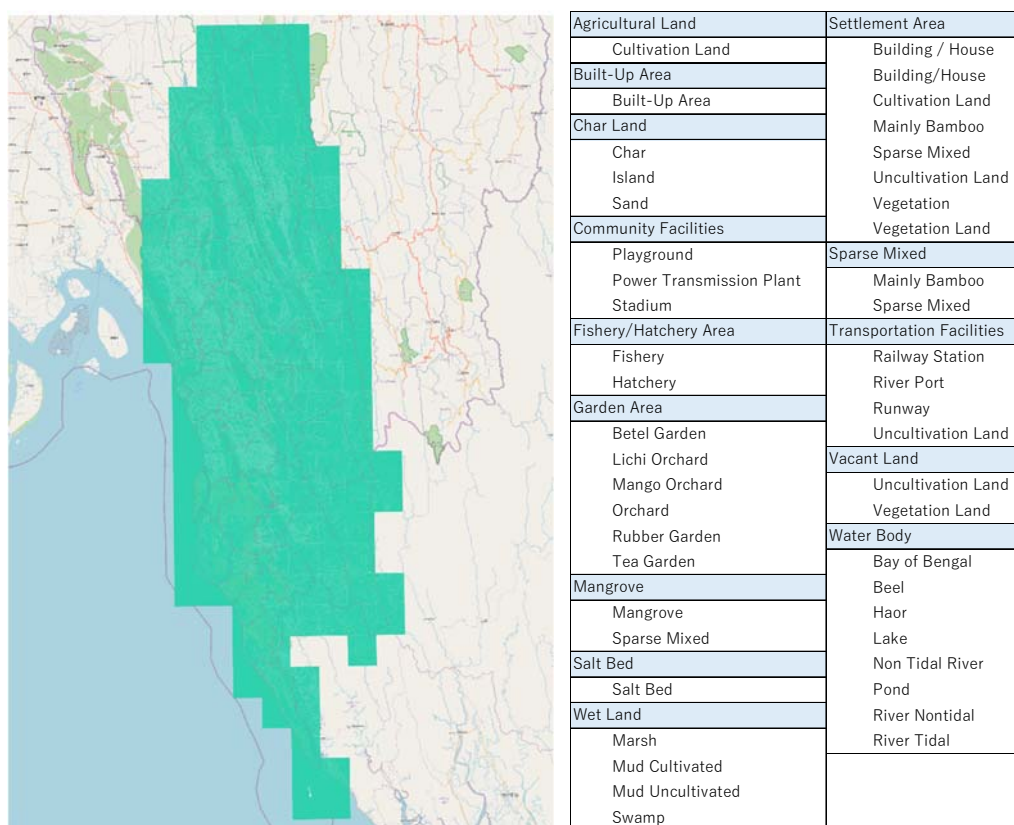 Agricultural Land
Cultivation Land
Built-Up Area
Built-Up Area
Char Land
Char
Island
Sand
Community Facilities
Playground
Power Transmission Plant
Stadium
Fishery/Hatchery Area
Fishery
Hatchery
Garden Area
Betel Garden
Lichi Orchard
Mango Orchard
Orchard
Rubber Garden
Tea Garden
Mangrove
Mangrove
Sparse Mixed
Salt Bed
Salt Bed
Wet Land
Marsh
Mud Cultivated
Mud Uncultivated
Swamp
Settlement Area
Building / House
Building/House
Cultivation Land
Mainly Bamboo
Sparse Mixed
Uncultivation Land
Vegetation
Vegetation Land
Sparse Mixed
Mainly Bamboo
Sparse Mixed
Transportation Facilities
Railway Station
River Port
Runway
Uncultivation Land
Vacant Land
Uncultivation Land
Vegetation Land
Water Body
Bay of Bengal
Beel
Haor
Lake
Non Tidal River
Pond
River Nontidal
River Tidal